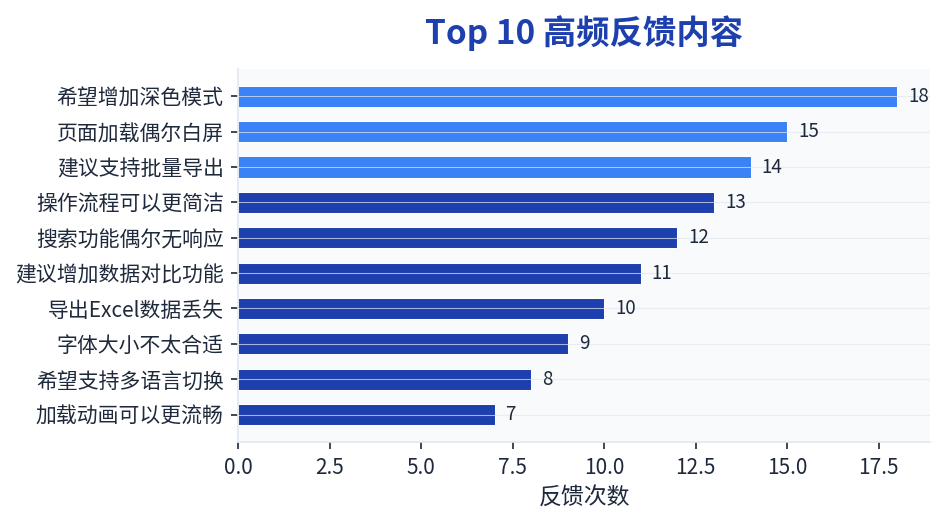 Top 10 高频反馈内容
希望增加深色模式 18
页面加载偶尔白屏 15
建议支持批量导出 14
操作流程可以更简洁 13
搜索功能偶尔无响应 12
建议增加数据对比功能 11
导出Excel数据丢失 10
字体大小不太合适 9
希望支持多语言切换 8
加载动画可以更流畅 7
0.0 2.5 5.0 7.5 10.0 12.5 15.0 17.5
反馈次数